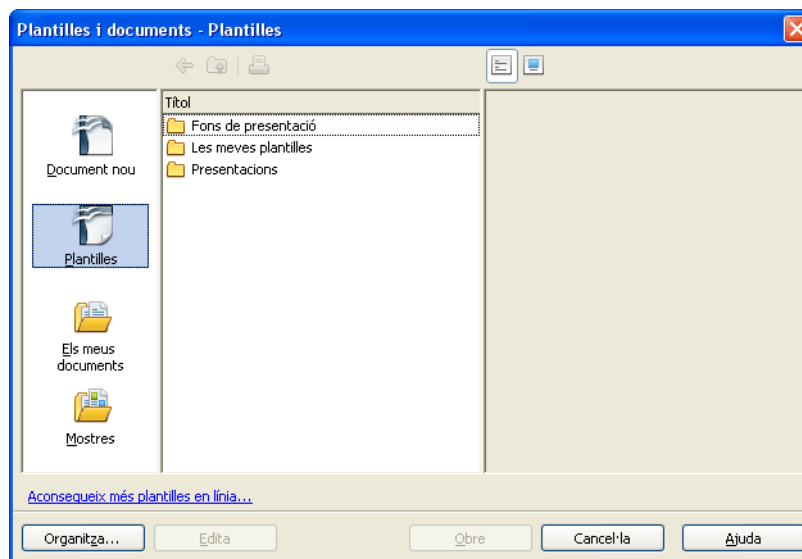 Plantilles i documents - Plantilles
Títol
Fons de presentació
Les meves plantilles
Presentacions
Document nou
Plantilles
Els meus
documents
Mostres
Aconsegueix més plantilles en línia...
Organitza...
Edita
Obre
Cancel·la
Ajuda